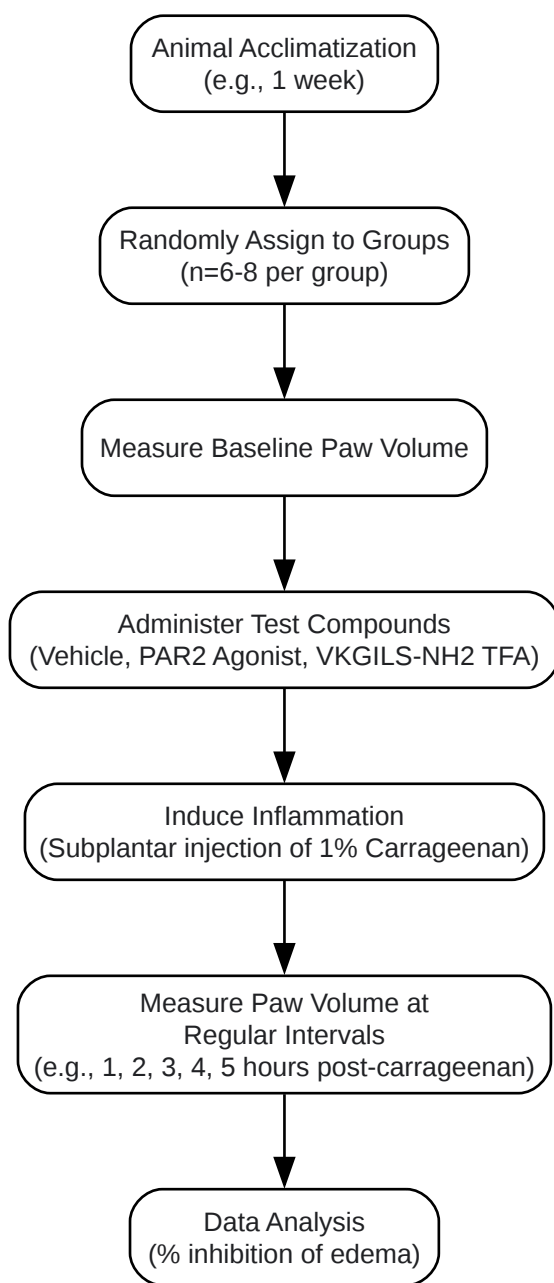 Animal Acclimatization
(e.g., 1 week)
Randomly Assign to Groups
(n=6-8 per group)
Measure Baseline Paw Volume
Administer Test Compounds
(Vehicle, PAR2 Agonist, VKGILS-NH2 TFA)
Induce Inflammation
(Subplantar injection of 1% Carrageenan)
Measure Paw Volume at
Regular Intervals
(e.g., 1, 2, 3, 4, 5 hours post-carrageenan)
Data Analysis
(% inhibition of edema)